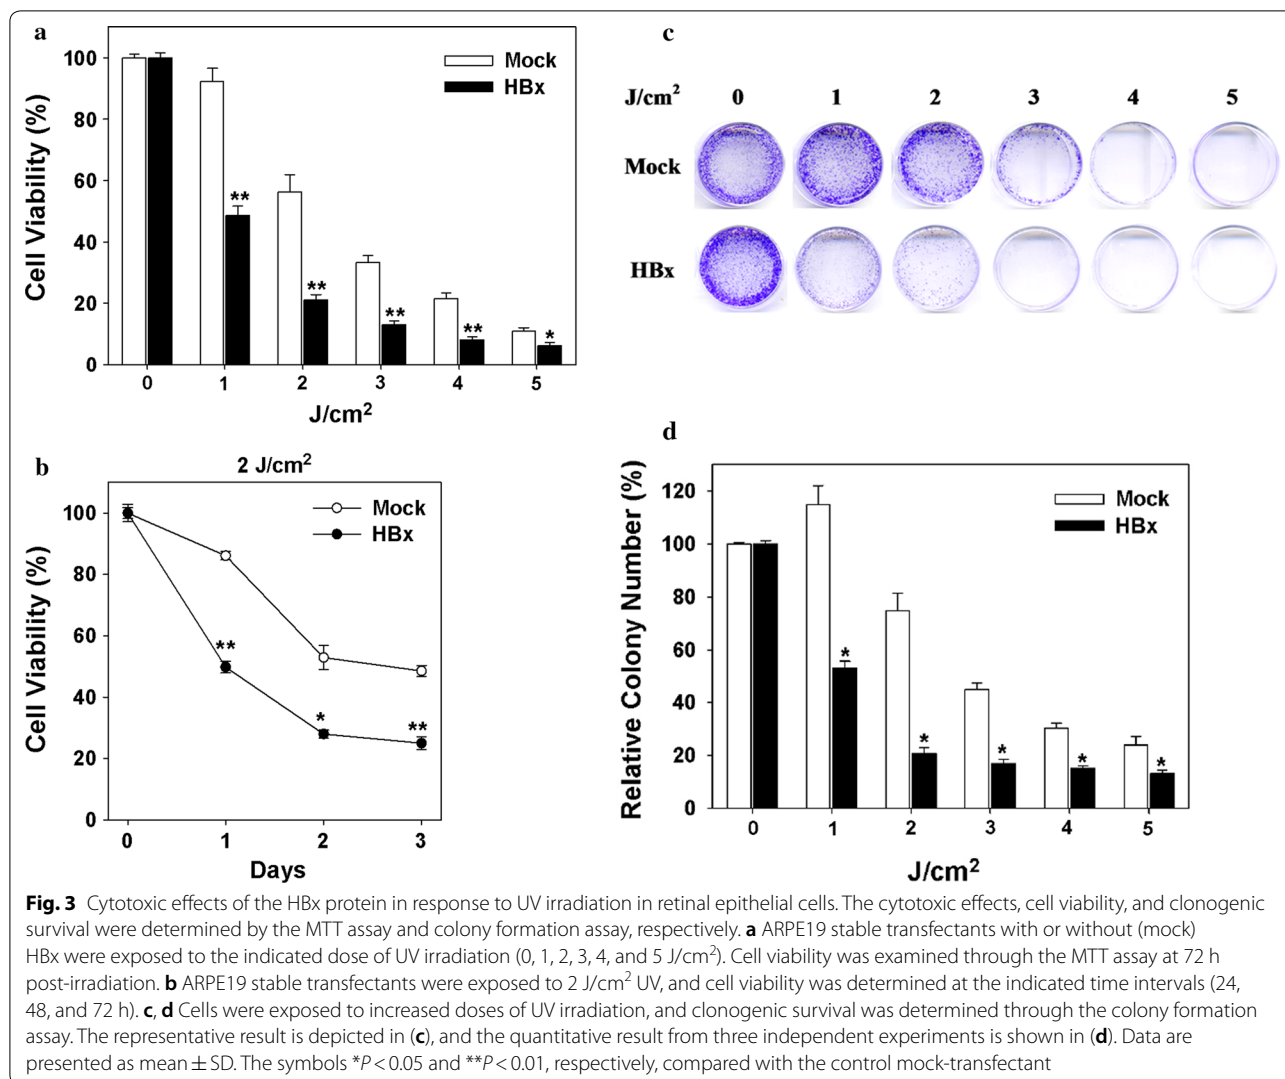 a
Cell Viability (%)
100
80
60
40
20
0
Mock
HBx
**
**
**
**
*
0 1 2 3 4 5
J/cm²
b
2 J/cm²
Cell Viability (%)
100
80
60
40
20
0
Mock
HBx
**
*
**
0 1 2 3
Days
c
J/cm² 0 1 2 3 4 5
Mock
HBx
d
Relative Colony Number (%)
120
100
80
60
40
20
0
Mock
HBx
*
*
*
*
*
0 1 2 3 4 5
J/cm²
Fig. 3 Cytotoxic effects of the HBx protein in response to UV irradiation in retinal epithelial cells. The cytotoxic effects, cell viability, and clonogenic
survival were determined by the MTT assay and colony formation assay, respectively. a ARPE19 stable transfectants with or without (mock)
HBx were exposed to the indicated dose of UV irradiation (0, 1, 2, 3, 4, and 5 J/cm²). Cell viability was examined through the MTT assay at 72 h
post-irradiation. b ARPE19 stable transfectants were exposed to 2 J/cm² UV, and cell viability was determined at the indicated time intervals (24,
48, and 72 h). c, d Cells were exposed to increased doses of UV irradiation, and clonogenic survival was determined through the colony formation
assay. The representative result is depicted in (c), and the quantitative result from three independent experiments is shown in (d). Data are
presented as mean ± SD. The symbols *P < 0.05 and **P < 0.01, respectively, compared with the control mock-transfectant